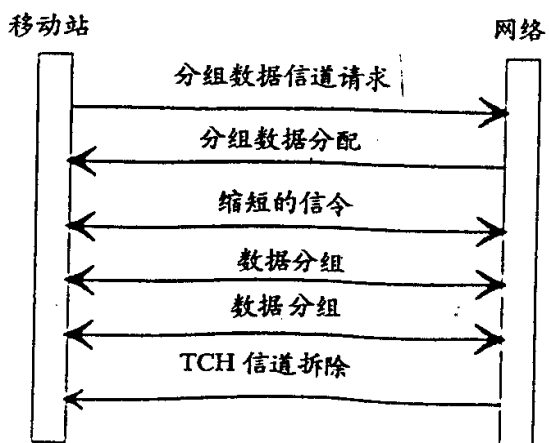 移动站
网络
分组数据信道请求
分组数据分配
缩短的信令
数据分组
数据分组
TCH 信道拆除